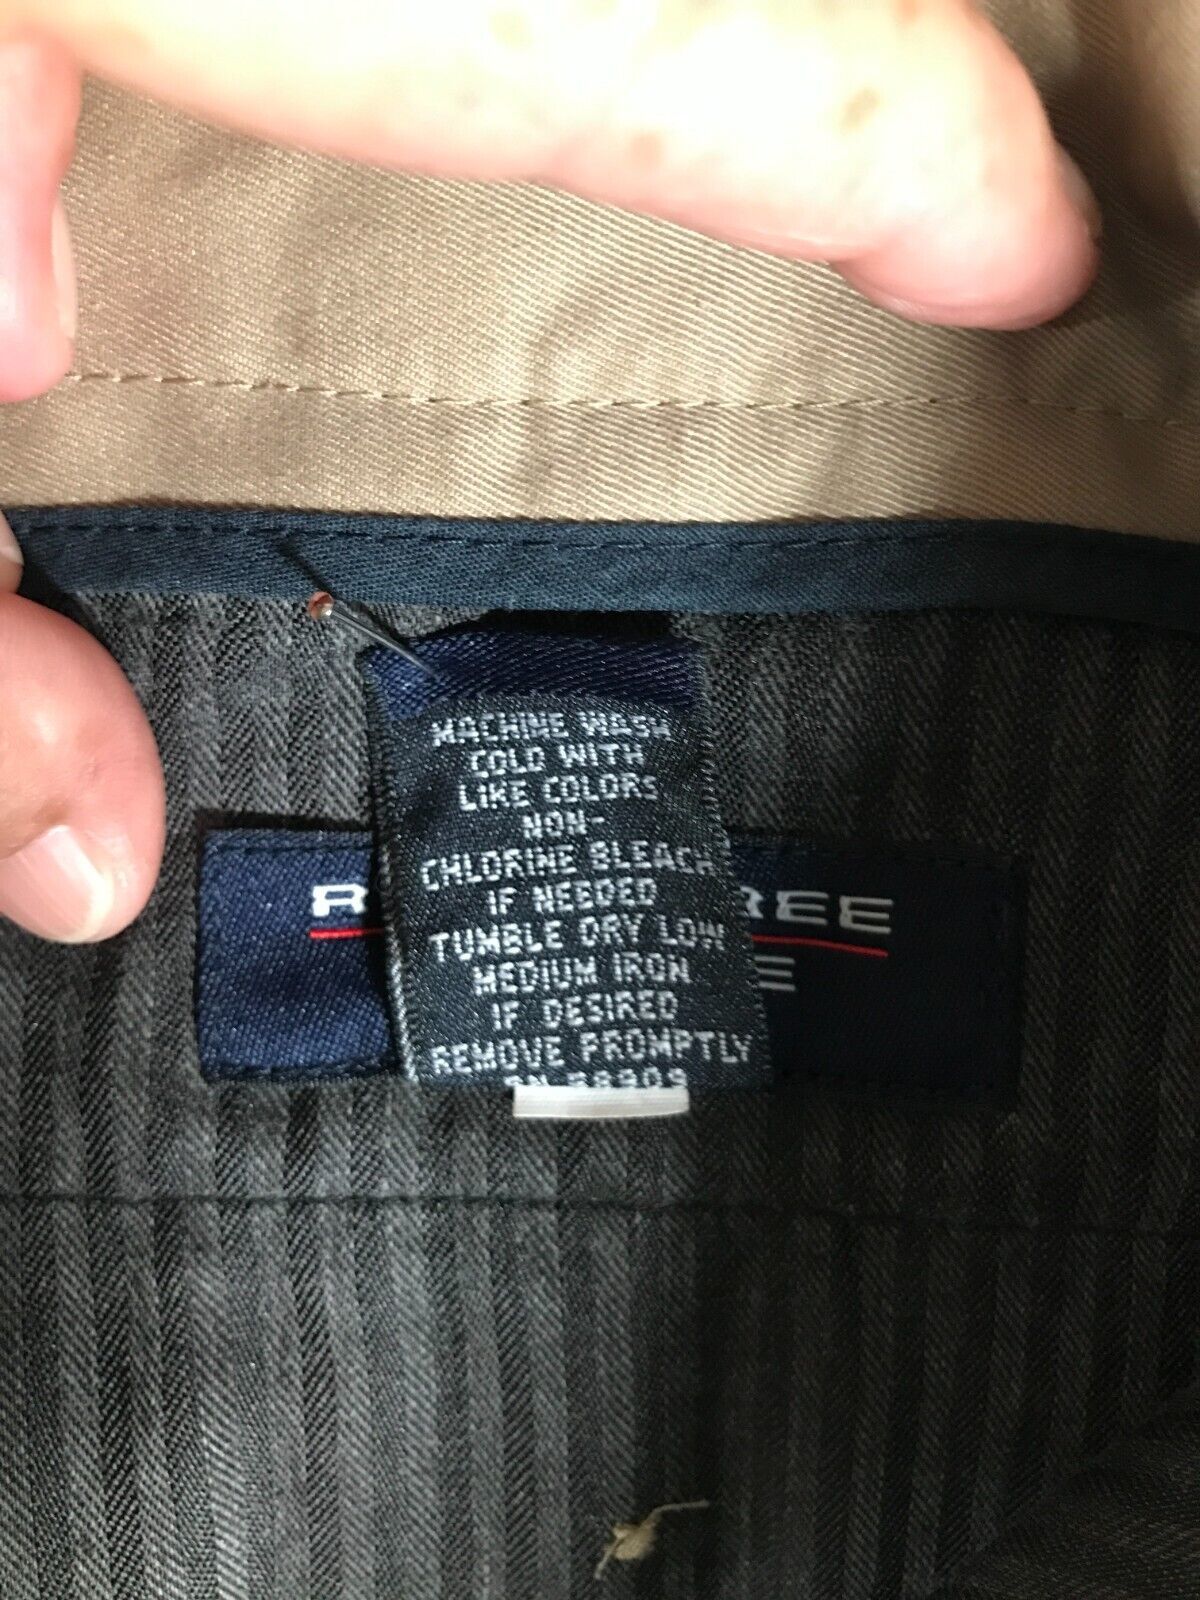 MACHINE WASH
COLD WITH
LIKE COLORS
NON-
CHLORINE BLEACH
IF NEEDED
TUMBLE DRY LOW
MEDIUM IRON
IF DESIRED
REMOVE PROMPTLY